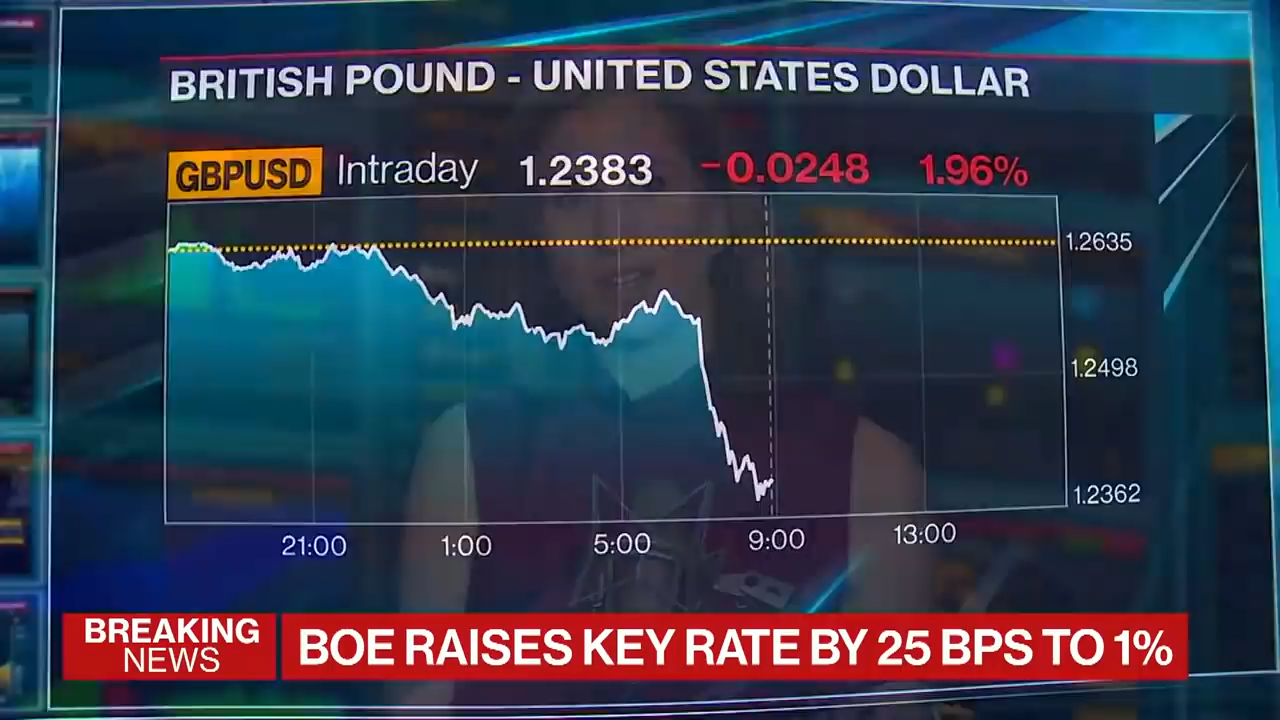 BRITISH POUND - UNITED STATES DOLLAR
GBPUSD Intraday 1.2383 -0.0248 1.96%
1.2635
1.2498
1.2362
21:00 1:00 5:00 9:00 13:00
BREAKING
NEWS
BOE RAISES KEY RATE BY 25 BPS TO 1%